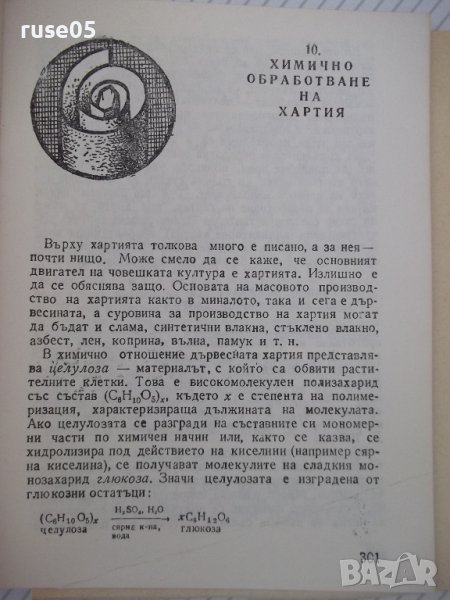 ruse05
10.
ХИМИЧНО
ОБРАБОТВАНЕ
НА
ХАРТИЯ
Върху хартията толкова много е писано, а за нея —
почти нищо. Може смело да се каже, че основният
двигател на човешката култура е хартията. Излишно е
да се обяснява защо. Основата на масовото производ-
ство на хартията както в миналото, така и сега е дър-
весината, а суровина за производство на хартия могат
да бъдат и слама, синтетични влакна, стъклено влакно,
азбест, лен, коприна, вълна, памук и т. н.
В химично отношение дървесната хартия представля-
ва целулоза — материалът, с който са обвити расти-
телните клетки. Това е високомолекулен полизахарид
със състав (C₆H₁₀O₅)ₓ, където x е степента на полиме-
ризация, характеризираща дължината на молекулата.
Ако целулозата се разгради на съставните си мономер-
ни части по химичен начин или, както се казва, се
хидролизира под действието на киселини (например сяр-
на киселина), се получават молекулите на сладкия мо-
нозахарид глюкоза. Значи целулозата е изградена от
глюкозни остатъци:
(C₆H₁₀O₅)ₓ H₂SO₄, H₂O → xC₆H₁₂O₆
целулоза сярна к-на, вода глюкоза
301
BAZAR.bg